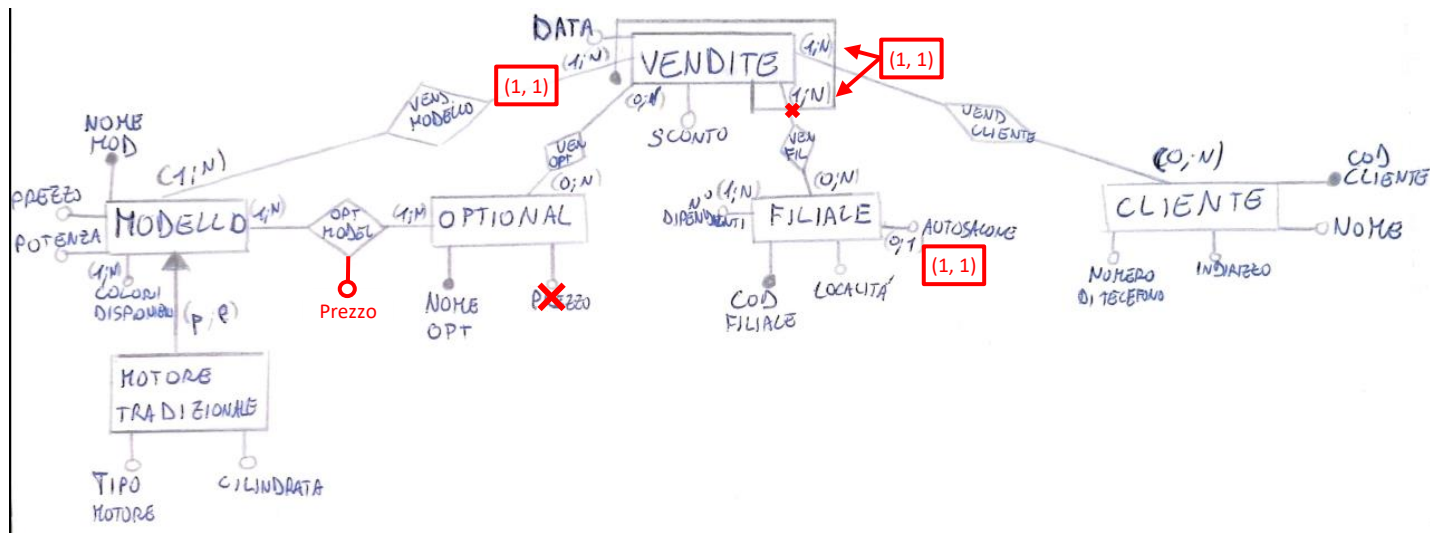 DATA
VENDITE
(1;N)
(1;N)
(1, 1)
(1, 1)
(0;N)
(1;N)
SCONTO
VEND
MODELLO
VEN
OPT
VEN
FIL
VEND
CLIENTE
NOME
MOD
(1;N)
(0;N)
(0;N)
(0;N)
COD
CLIENTE
PREZZO
POTENZA
MODELLO
(1;N)
OPT
MODEL
(1;N)
OPTIONAL
N° (1;N)
DIPENDENTI
FILIALE
(0;1
AUTOSALONE
(1, 1)
CLIENTE
NOME
(1;N)
COLORI
DISPONIBILI
Prezzo
NOME
OPT
PREZZO
COD
FILIALE
LOCALITÁ
NUMERO
DI TELEFONO
INDIRIZZO
(p;e)
MOTORE
TRADIZIONALE
TIPO
MOTORE
CILINDRATA